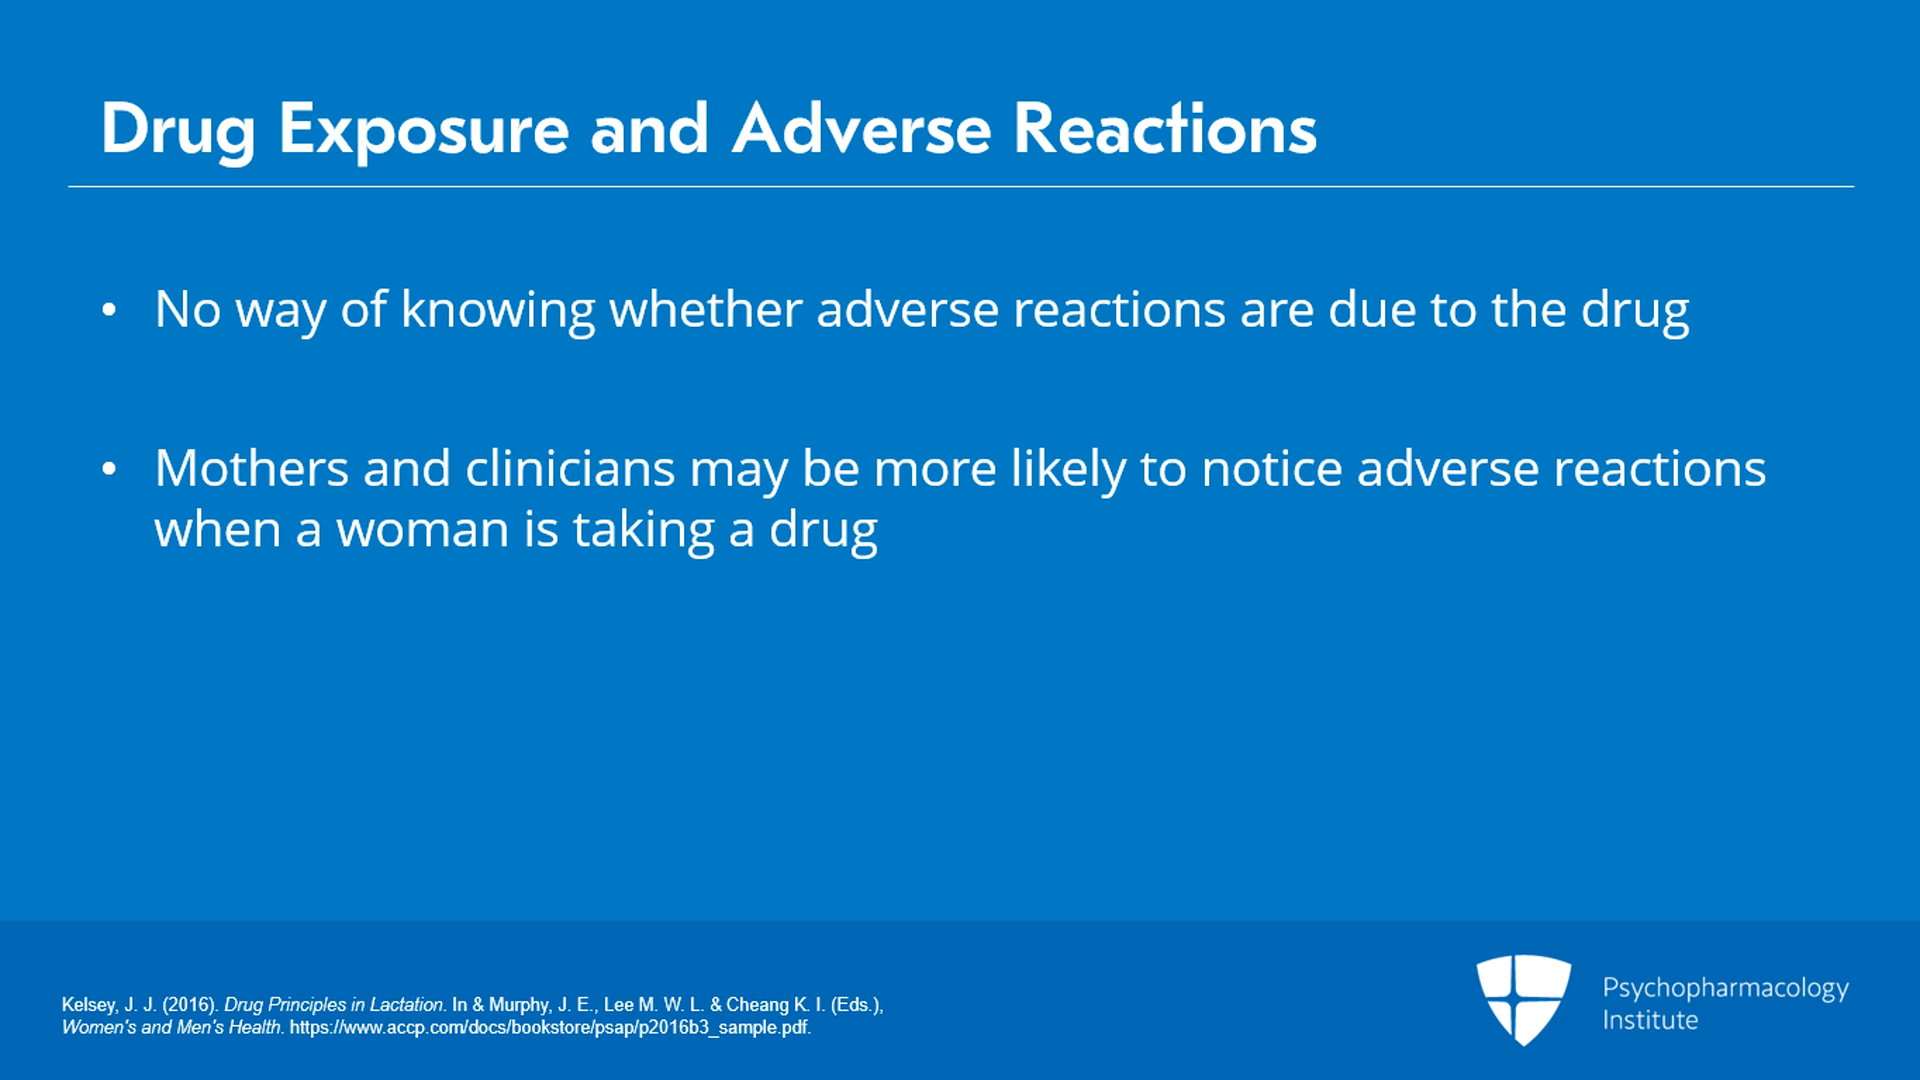 Drug Exposure and Adverse Reactions
• No way of knowing whether adverse reactions are due to the drug
• Mothers and clinicians may be more likely to notice adverse reactions
when a woman is taking a drug
Kelsey, J. J. (2016). Drug Principles in Lactation. In & Murphy, J. E., Lee M. W. L. & Cheang K. I. (Eds.),
Women's and Men's Health. https://www.accp.com/docs/bookstore/psap/p2016b3_sample.pdf.
Psychopharmacology
Institute